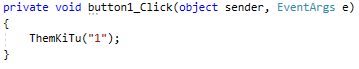 private void button1_Click(object sender, EventArgs e)
{
    ThemKiTu("1");
}